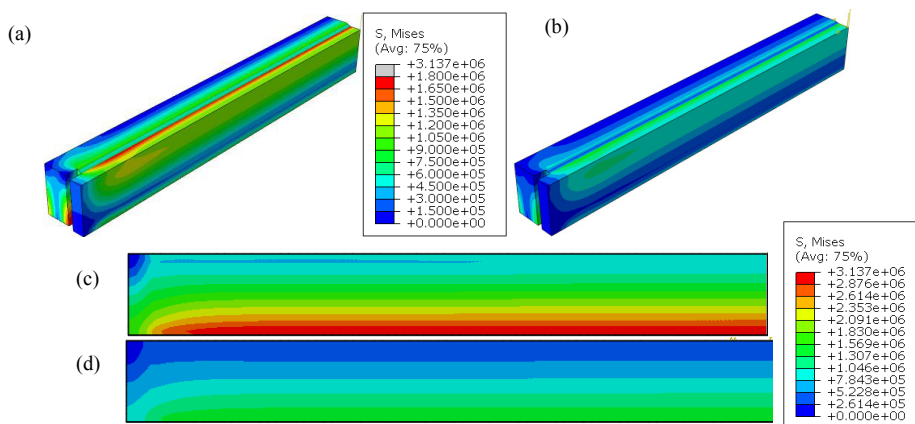 (a)
S, Mises
(Avg: 75%)
+3.137e+06
+1.800e+06
+1.650e+06
+1.500e+06
+1.350e+06
+1.200e+06
+1.050e+06
+9.000e+05
+7.500e+05
+6.000e+05
+4.500e+05
+3.000e+05
+1.500e+05
+0.000e+00
(b)
(c)
(d)
S, Mises
(Avg: 75%)
+3.137e+06
+2.876e+06
+2.614e+06
+2.353e+06
+2.091e+06
+1.830e+06
+1.569e+06
+1.307e+06
+1.046e+06
+7.843e+05
+5.228e+05
+2.614e+05
+0.000e+00